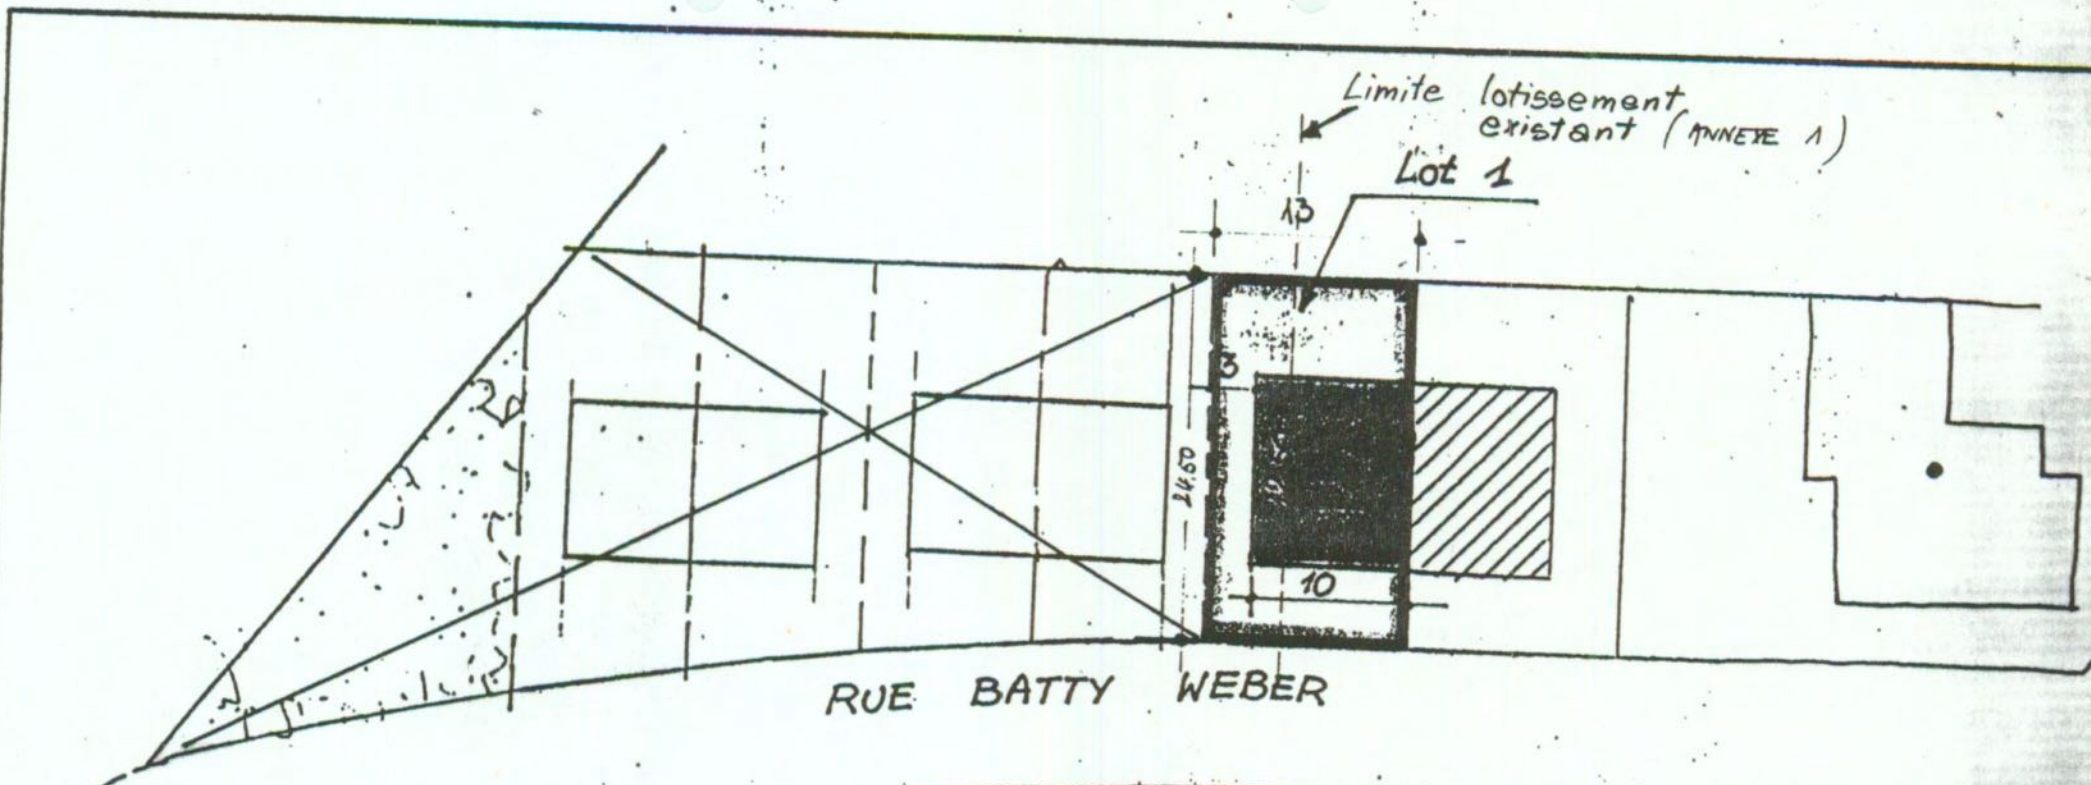 Limite lotissement
existant (ANNEXE 1)
Lot 1
13
3
24.50
10
RUE BATTY WEBER